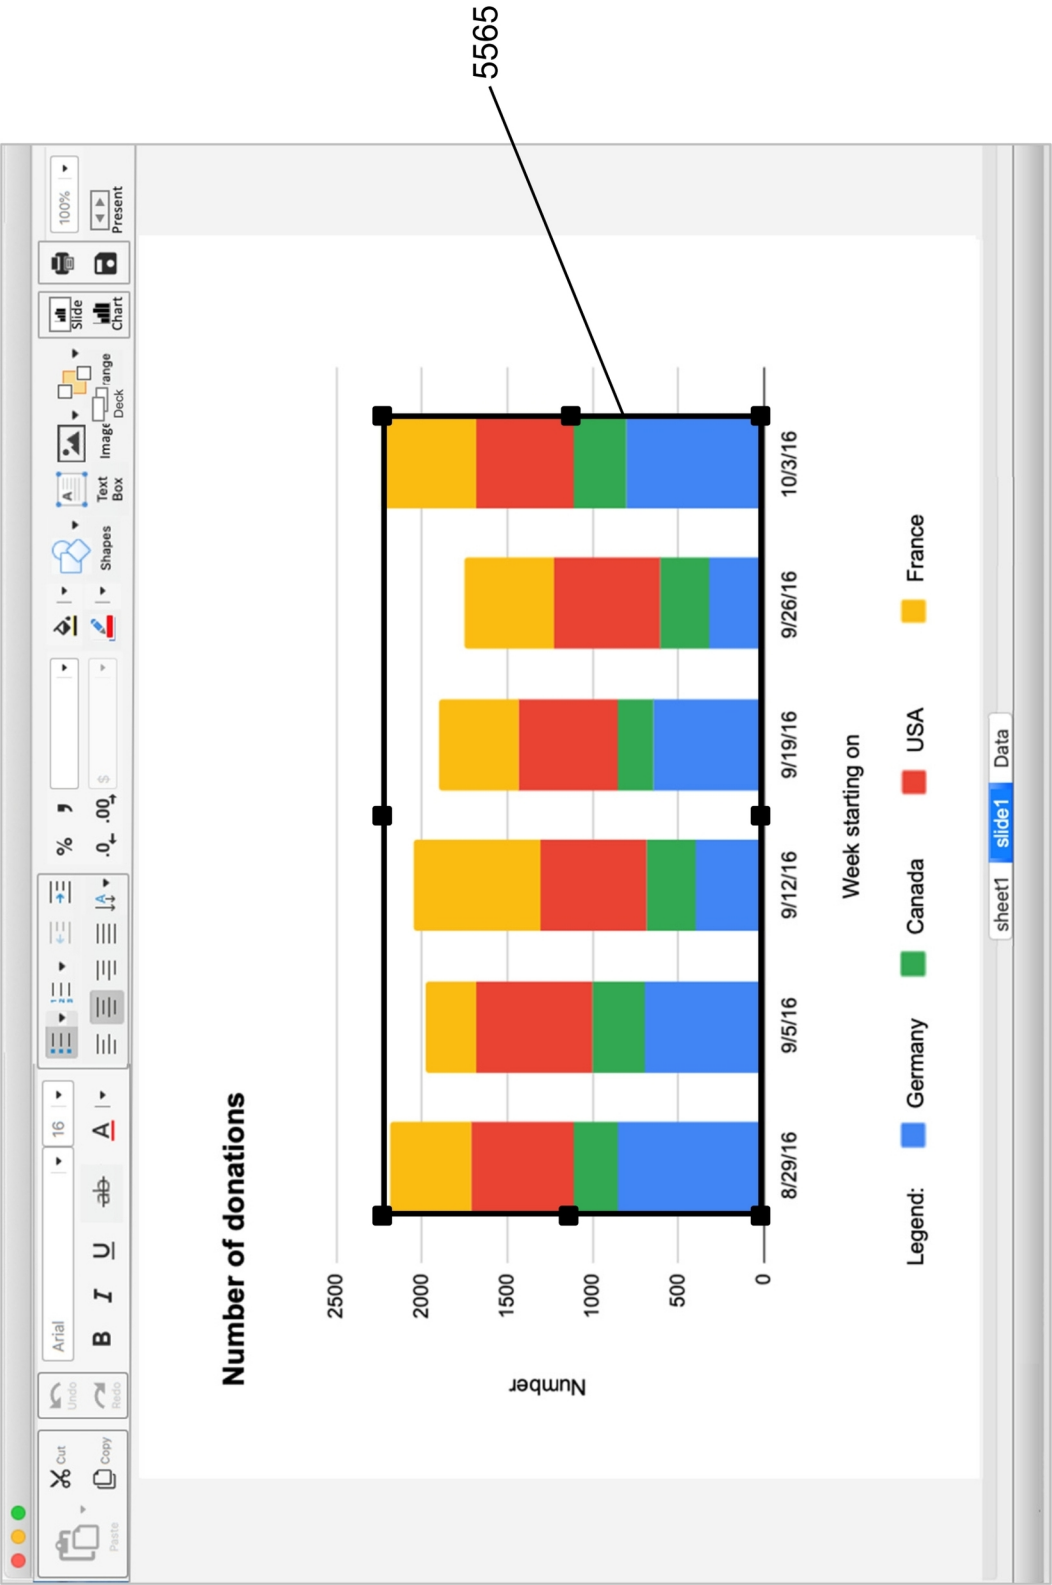 5565
Paste
Cut
Copy
Undo
Redo
Arial
16
B I U ab A
%
,
.0
.00
$
Shapes
Text
Box
Image
range
Deck
Slide
Chart
100%
Present
Number of donations
Number
2500
2000
1500
1000
500
0
8/29/16 9/5/16 9/12/16 9/19/16 9/26/16 10/3/16
Week starting on
Legend: Germany Canada USA France
sheet1 slide1 Data